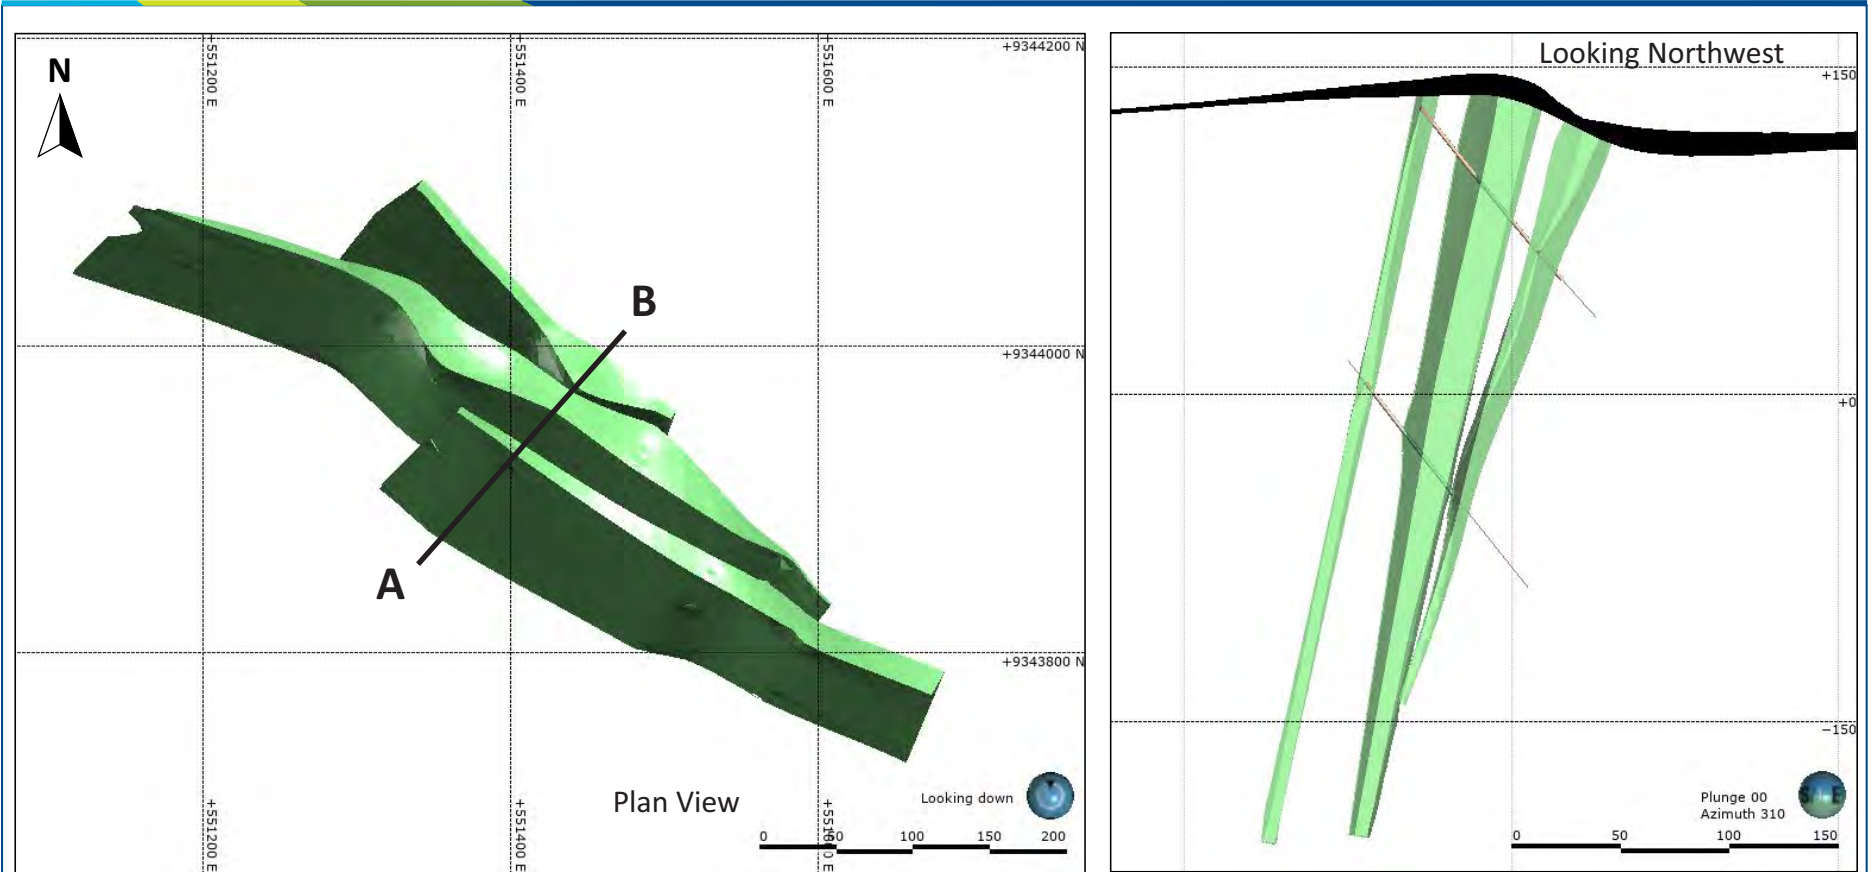 N
+551200 E
+551400 E
+551600 E
+9344200 N
B
+9344000 N
A
+9343800 N
Plan View
Looking down
+551200 E
+551400 E
0 50 100 150 200
Looking Northwest
+150
+0
−150
Plunge 00
Azimuth 310
S E
0 50 100 150